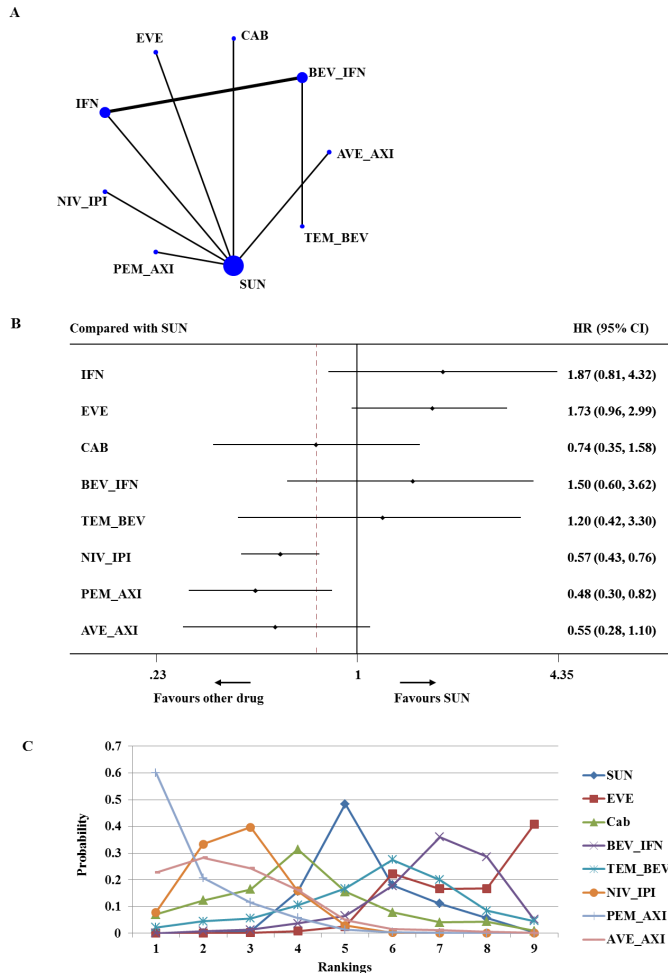 A
EVE
CAB
BEV_IFN
IFN
AVE_AXI
NIV_IPI
TEM_BEV
PEM_AXI
SUN
B
Compared with SUN HR (95% CI)
IFN 1.87 (0.81, 4.32)
EVE 1.73 (0.96, 2.99)
CAB 0.74 (0.35, 1.58)
BEV_IFN 1.50 (0.60, 3.62)
TEM_BEV 1.20 (0.42, 3.30)
NIV_IPI 0.57 (0.43, 0.76)
PEM_AXI 0.48 (0.30, 0.82)
AVE_AXI 0.55 (0.28, 1.10)
.23 1 4.35
Favours other drug Favours SUN
C
0.7
0.6
0.5
0.4
0.3
0.2
0.1
0
Probability
1 2 3 4 5 6 7 8 9
Rankings
SUN
EVE
Cab
BEV_IFN
TEM_BEV
NIV_IPI
PEM_AXI
AVE_AXI